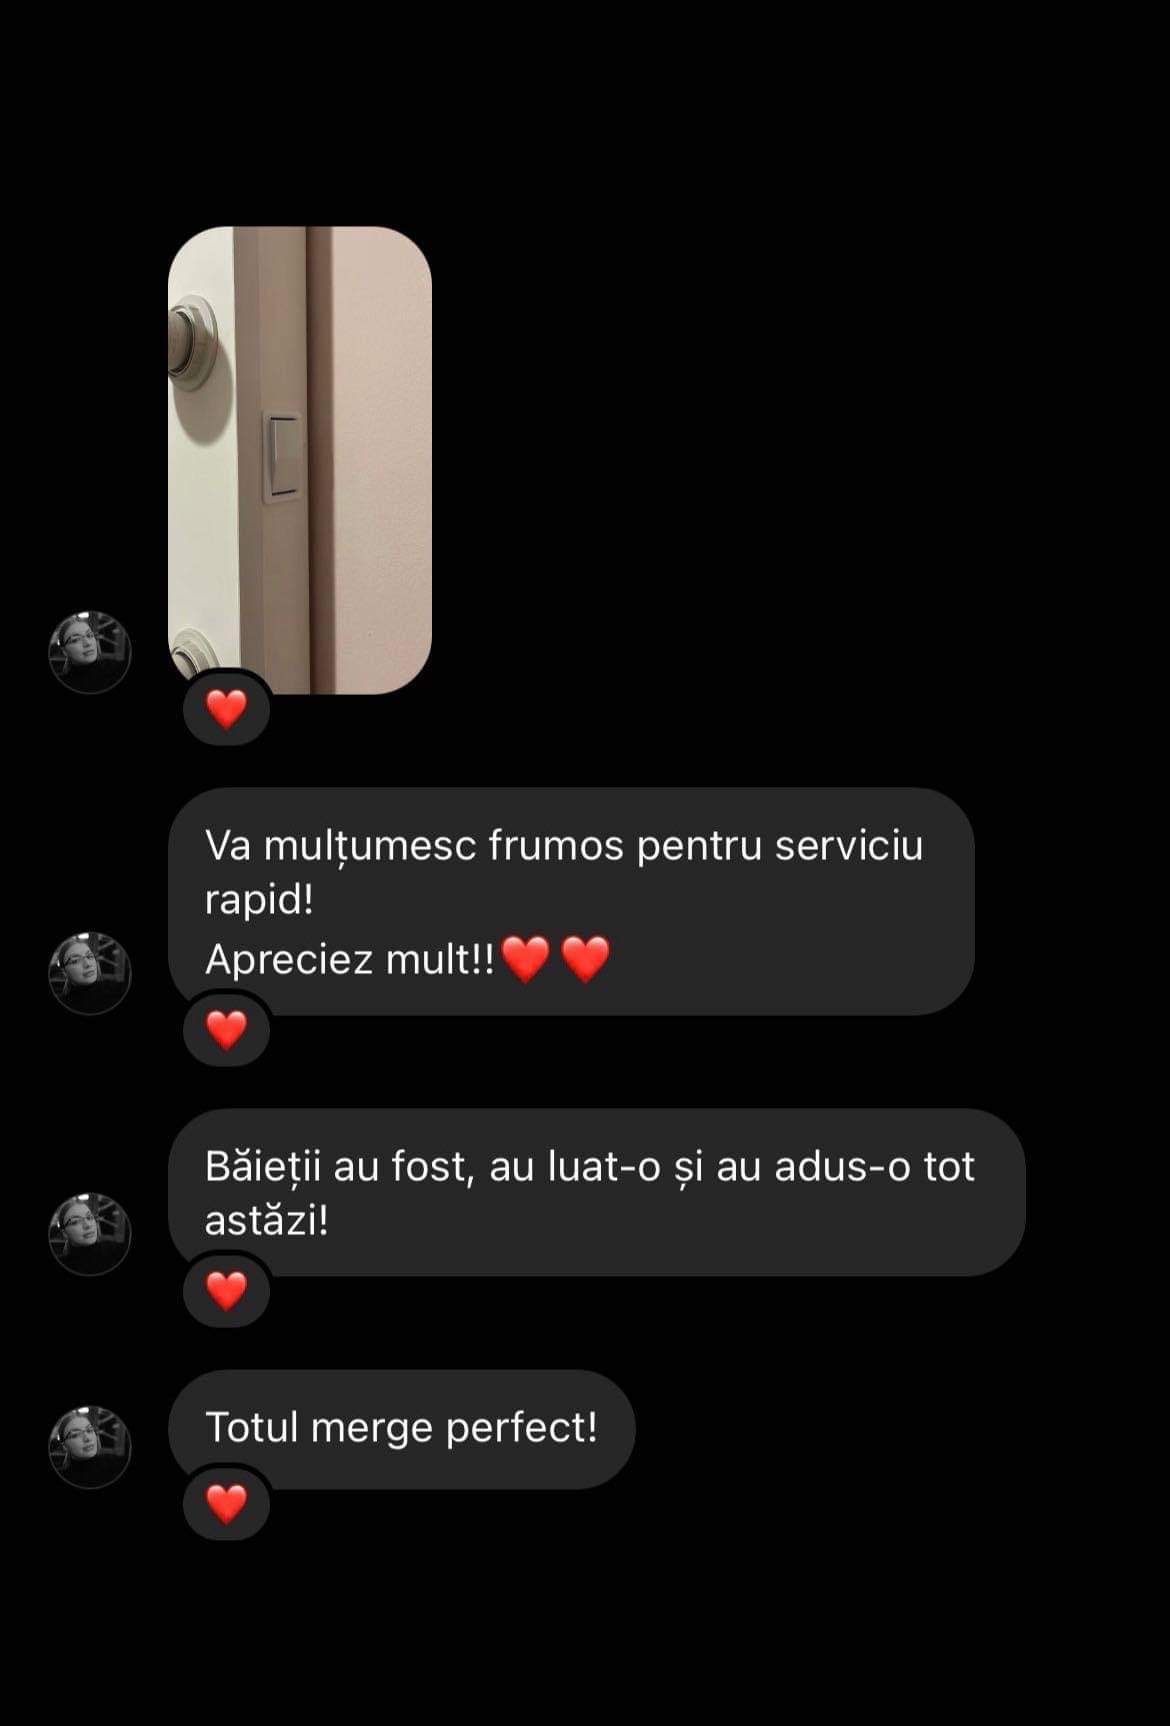 Va mulțumesc frumos pentru serviciu
rapid!
Apreciez mult!!❤️❤️
Băieții au fost, au luat-o și au adus-o tot
astăzi!
Totul merge perfect!